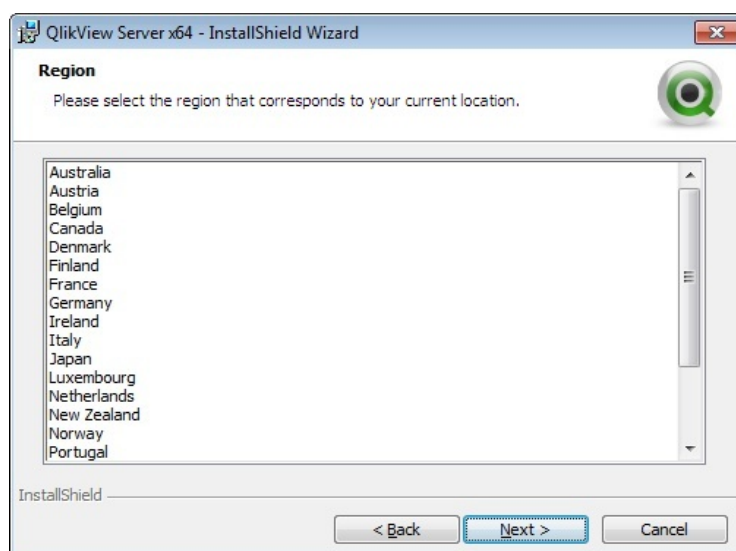 QlikView Server x64 - InstallShield Wizard
Region
Please select the region that corresponds to your current location.
Australia
Austria
Belgium
Canada
Denmark
Finland
France
Germany
Ireland
Italy
Japan
Luxembourg
Netherlands
New Zealand
Norway
Portugal
InstallShield
< Back Next > Cancel